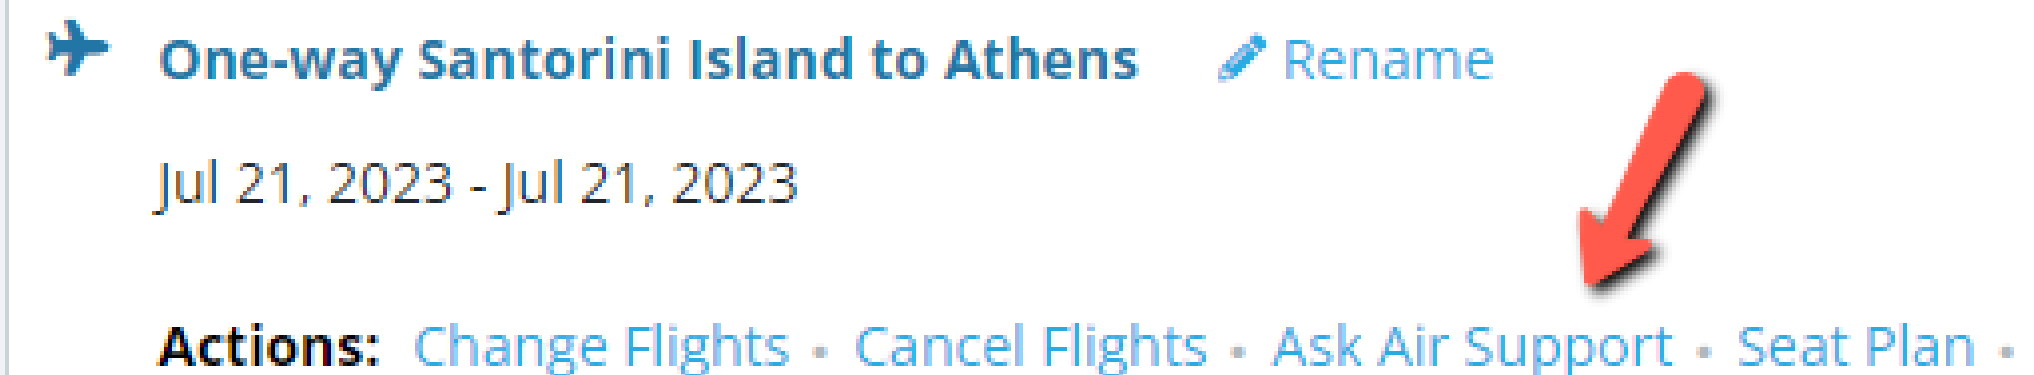 One-way Santorini Island to Athens Rename
Jul 21, 2023 - Jul 21, 2023
Actions: Change Flights • Cancel Flights • Ask Air Support • Seat Plan •